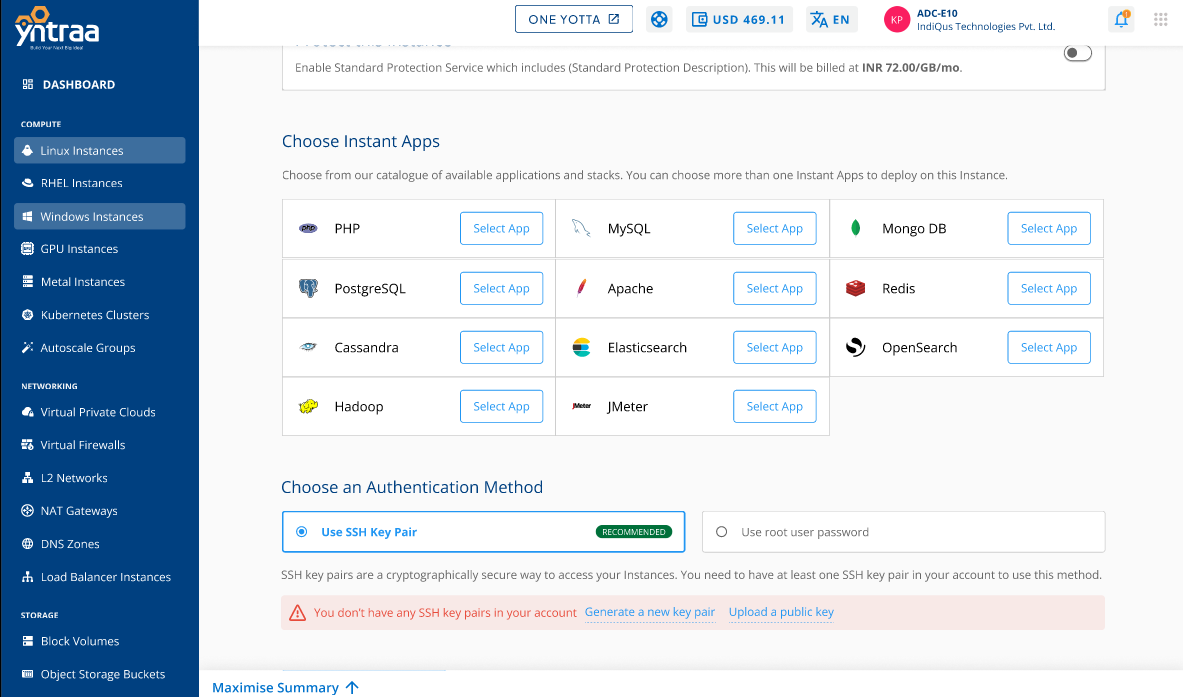 yntraa
Build Your Next Big Idea!
ONE YOTTA
USD 469.11
EN
KP
ADC-E10
IndiQus Technologies Pvt. Ltd.
DASHBOARD
COMPUTE
Linux Instances
RHEL Instances
Windows Instances
GPU Instances
Metal Instances
Kubernetes Clusters
Autoscale Groups
NETWORKING
Virtual Private Clouds
Virtual Firewalls
L2 Networks
NAT Gateways
DNS Zones
Load Balancer Instances
STORAGE
Block Volumes
Object Storage Buckets
Protect this Instance
Enable Standard Protection Service which includes (Standard Protection Description). This will be billed at INR 72.00/GB/mo.
Choose Instant Apps
Choose from our catalogue of available applications and stacks. You can choose more than one Instant Apps to deploy on this Instance.
php PHP Select App MySQL Select App Mongo DB Select App
PostgreSQL Select App Apache Select App Redis Select App
Cassandra Select App Elasticsearch Select App OpenSearch Select App
Hadoop Select App JMeter JMeter Select App
Choose an Authentication Method
Use SSH Key Pair RECOMMENDED Use root user password
SSH key pairs are a cryptographically secure way to access your Instances. You need to have at least one SSH key pair in your account to use this method.
You don't have any SSH key pairs in your account Generate a new key pair Upload a public key
Maximise Summary